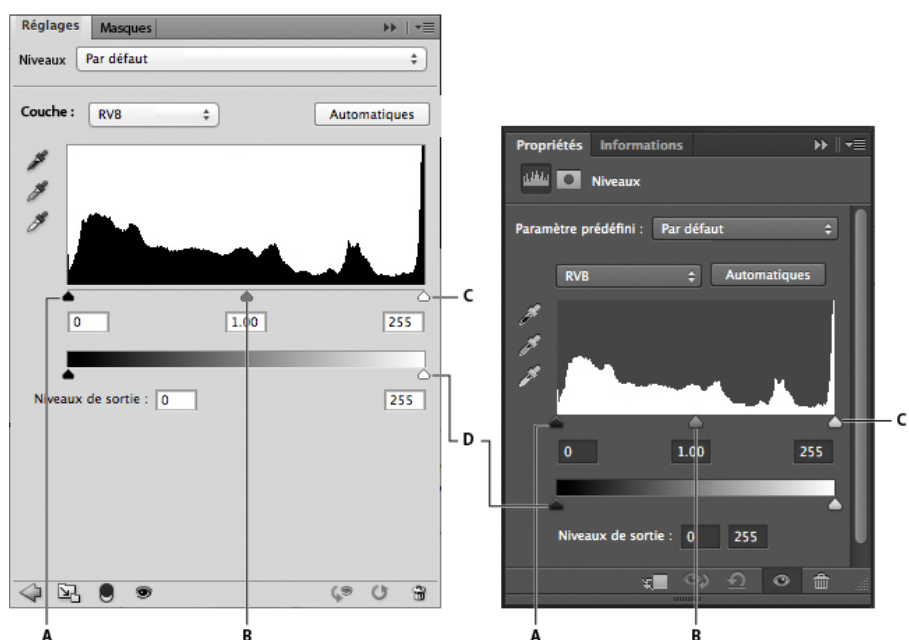 Réglages Masques
Niveaux Par défaut
Couche : RVB Automatiques
C
0 1.00 255
Niveaux de sortie : 0 255
D
A B
Propriétés Informations
Niveaux
Paramètre prédéfini : Par défaut
RVB Automatiques
C
0 1.00 255
Niveaux de sortie : 0 255
A B